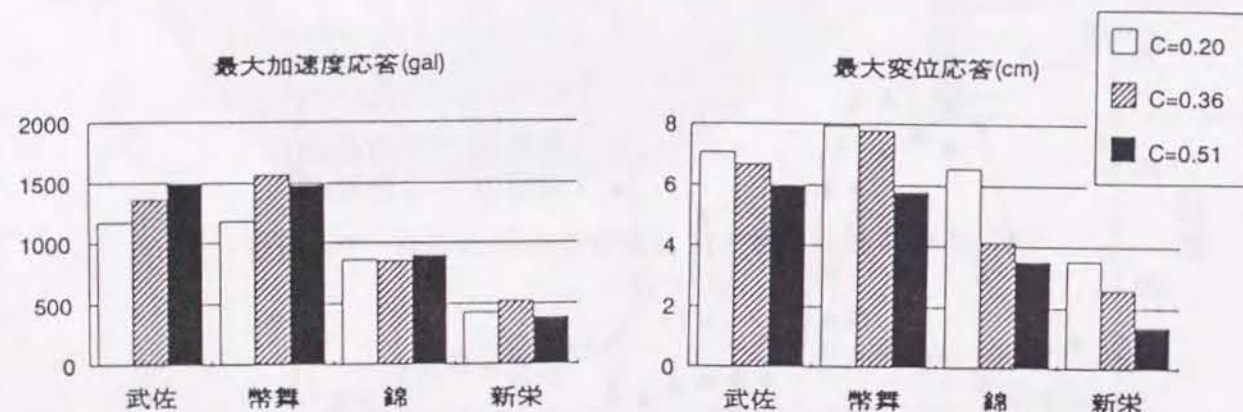 最大加速度応答(gal)
2000
1500
1000
500
0
武佐
幣舞
錦
新栄
最大変位応答(cm)
8
6
4
2
0
武佐
幣舞
錦
新栄
C=0.20
C=0.36
C=0.51